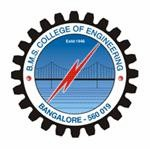 B.M.S. COLLEGE OF ENGINEERING
Estd 1946
BANGALORE - 560 019